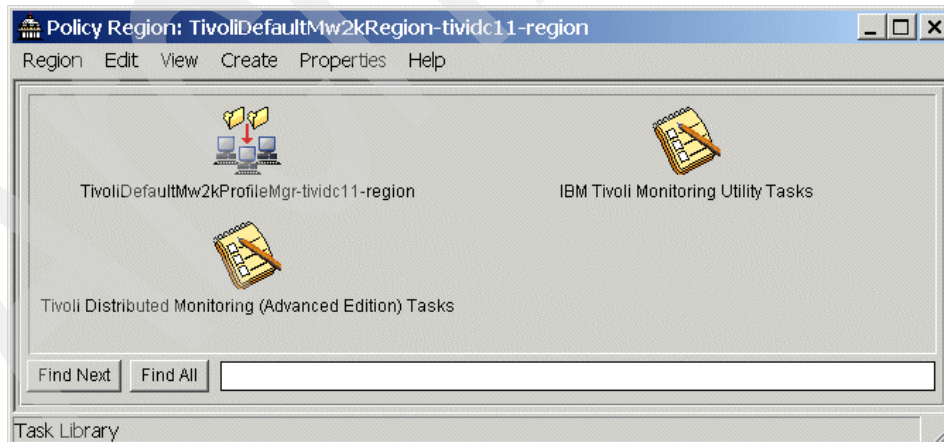 Policy Region: TivoliDefaultMw2kRegion-tividc11-region
Region Edit View Create Properties Help
TivoliDefaultMw2kProfileMgr-tividc11-region
IBM Tivoli Monitoring Utility Tasks
Tivoli Distributed Monitoring (Advanced Edition) Tasks
Find Next Find All
Task Library